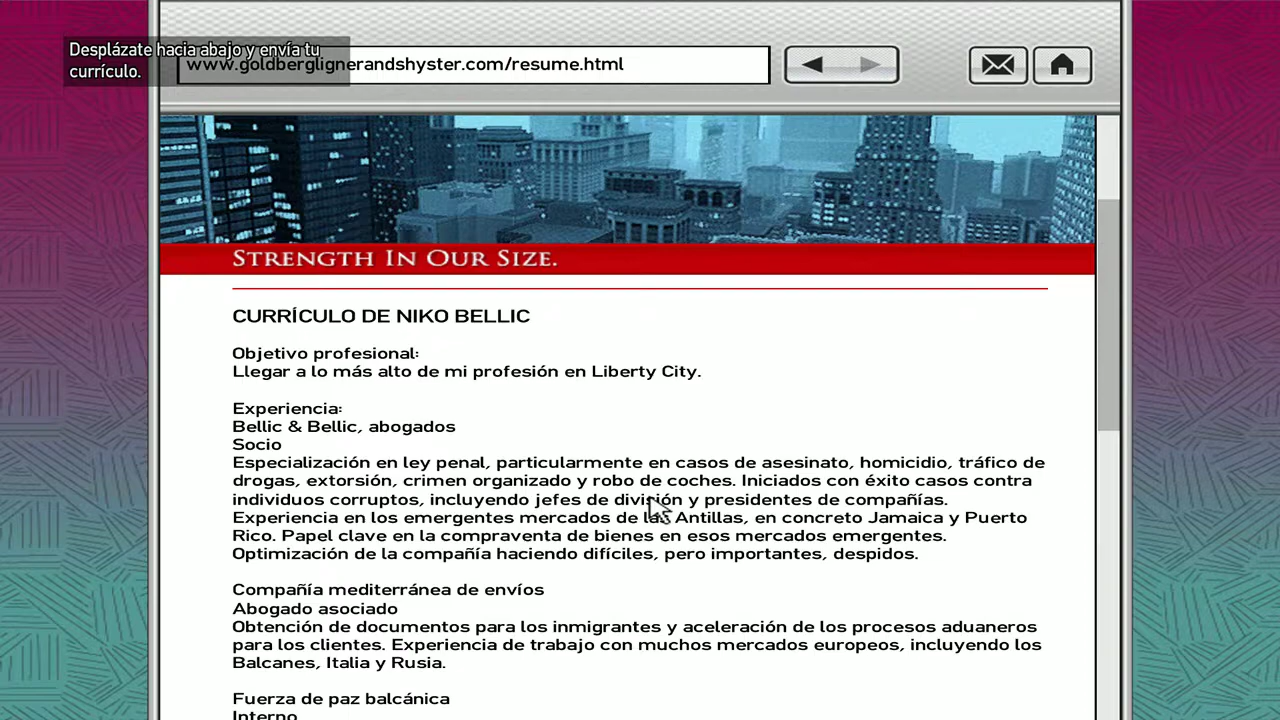 Desplázate hacia abajo y envía tu
currículo.
www.goldberglignerandshyster.com/resume.html
STRENGTH IN OUR SIZE.
CURRÍCULO DE NIKO BELLIC
Objetivo profesional:
Llegar a lo más alto de mi profesión en Liberty City.
Experiencia:
Bellic & Bellic, abogados
Socio
Especialización en ley penal, particularmente en casos de asesinato, homicidio, tráfico de
drogas, extorsión, crimen organizado y robo de coches. Iniciados con éxito casos contra
individuos corruptos, incluyendo jefes de división y presidentes de compañías.
Experiencia en los emergentes mercados de las Antillas, en concreto Jamaica y Puerto
Rico. Papel clave en la compraventa de bienes en esos mercados emergentes.
Optimización de la compañía haciendo difíciles, pero importantes, despidos.
Compañía mediterránea de envíos
Abogado asociado
Obtención de documentos para los inmigrantes y aceleración de los procesos aduaneros
para los clientes. Experiencia de trabajo con muchos mercados europeos, incluyendo los
Balcanes, Italia y Rusia.
Fuerza de paz balcánica
Interno